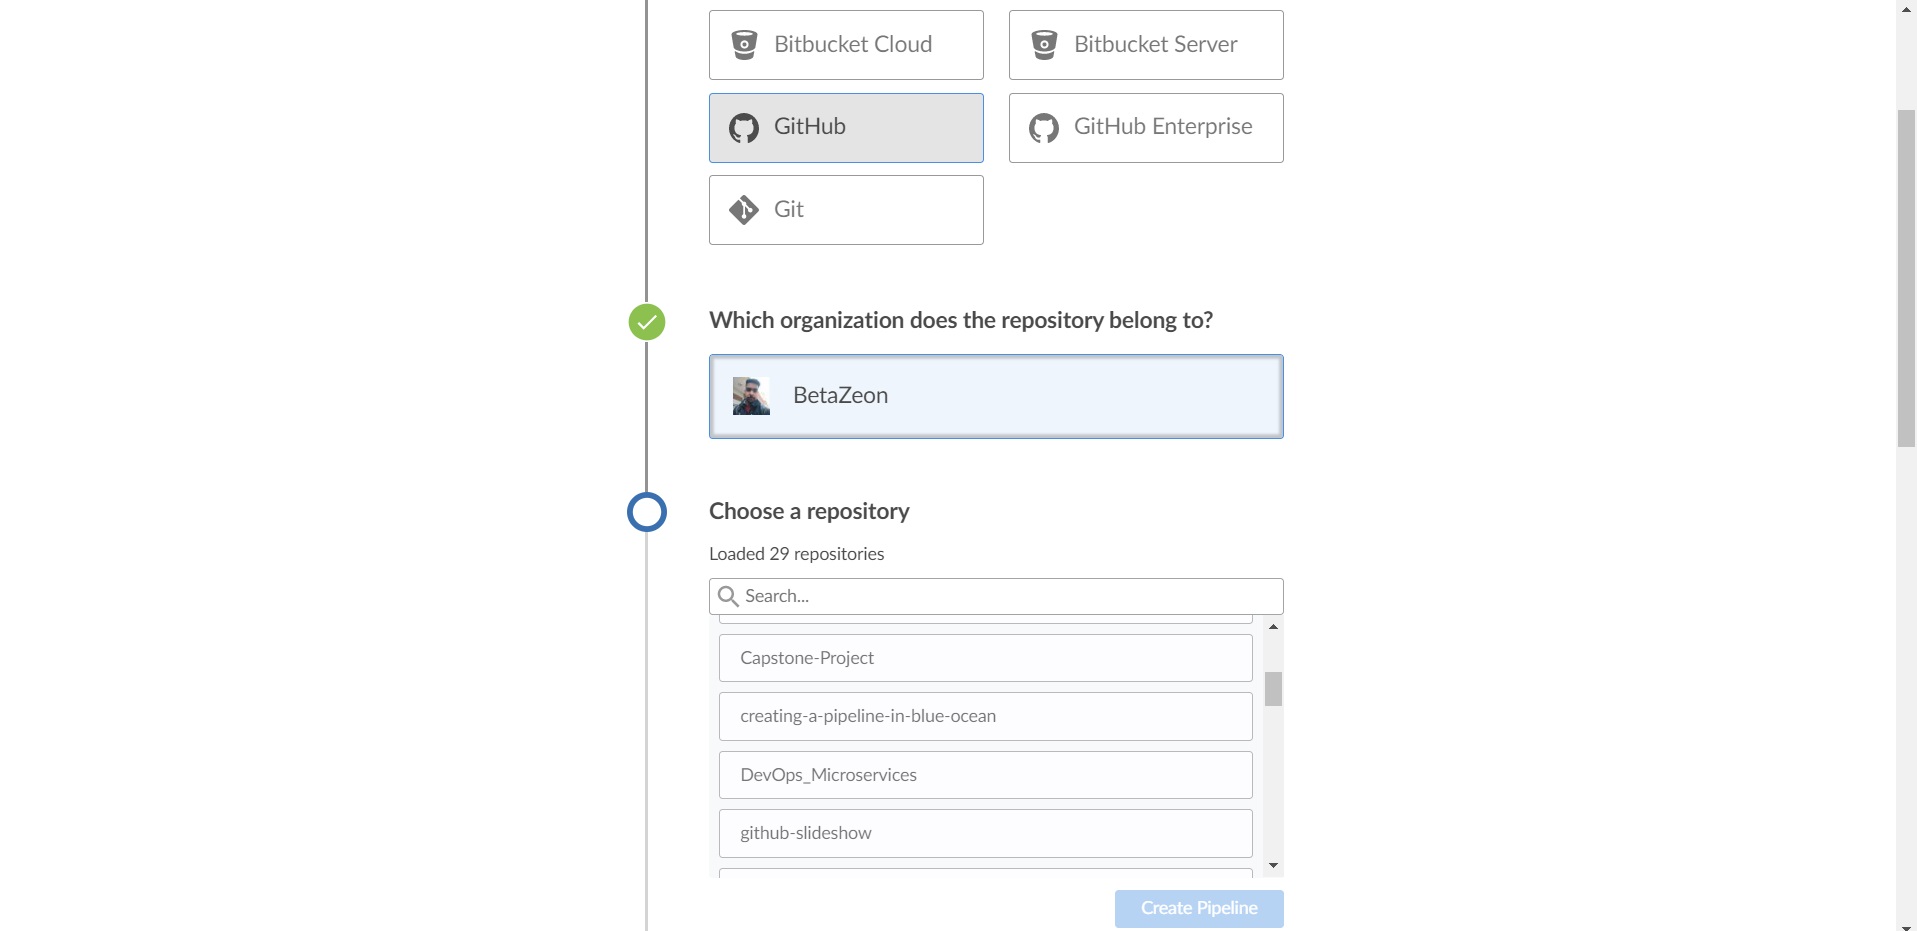 Bitbucket Cloud
Bitbucket Server
GitHub
GitHub Enterprise
Git
Which organization does the repository belong to?
BetaZeon
Choose a repository
Loaded 29 repositories
Search...
Capstone-Project
creating-a-pipeline-in-blue-ocean
DevOps_Microservices
github-slideshow
Create Pipeline